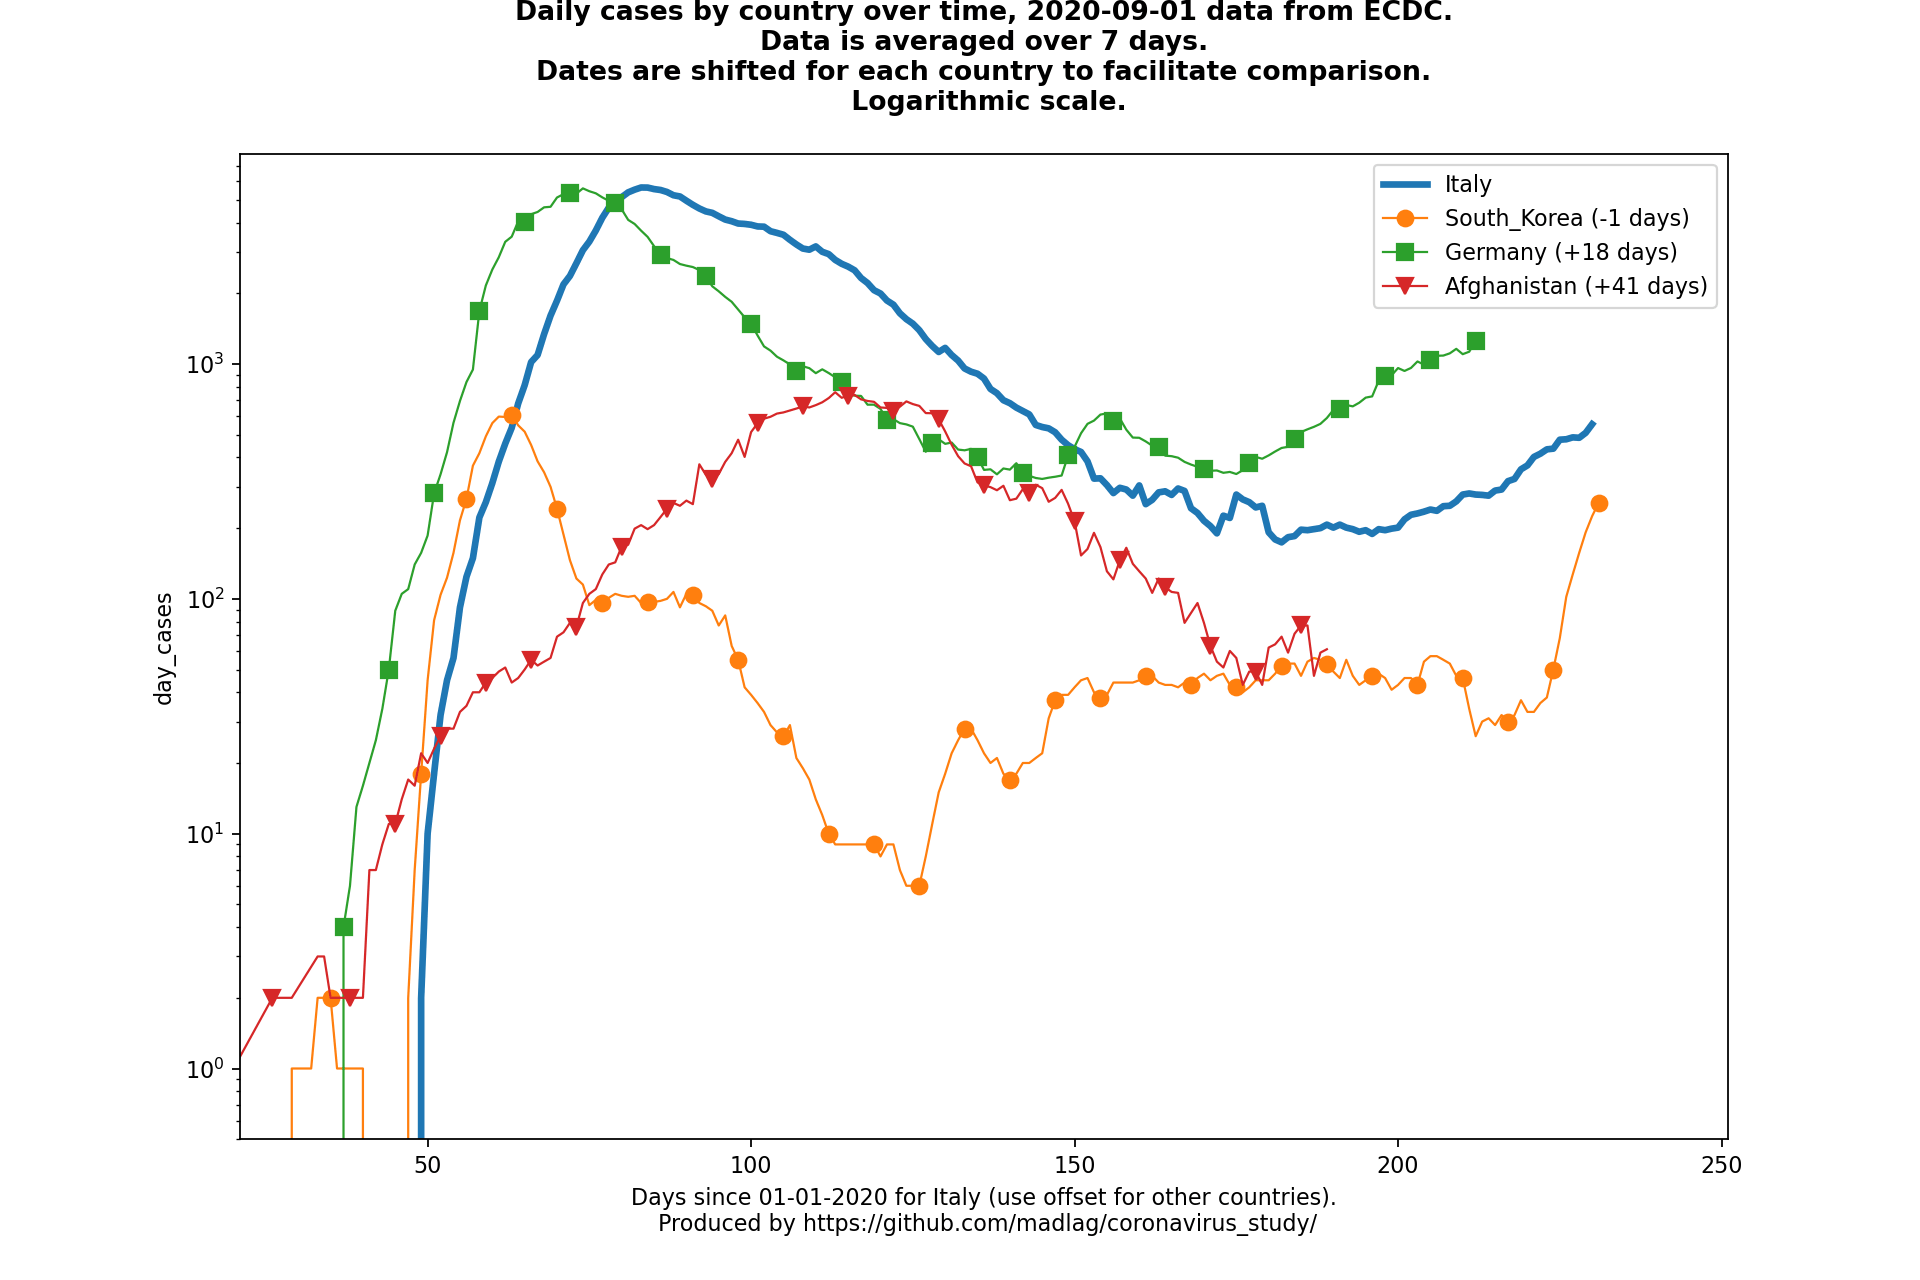 Daily cases by country over time, 2020-09-01 data from ECDC.
Data is averaged over 7 days.
Dates are shifted for each country to facilitate comparison.
Logarithmic scale.
Italy
South_Korea (-1 days)
Germany (+18 days)
Afghanistan (+41 days)
day_cases
10³
10²
10¹
10⁰
50
100
150
200
250
Days since 01-01-2020 for Italy (use offset for other countries).
Produced by https://github.com/madlag/coronavirus_study/